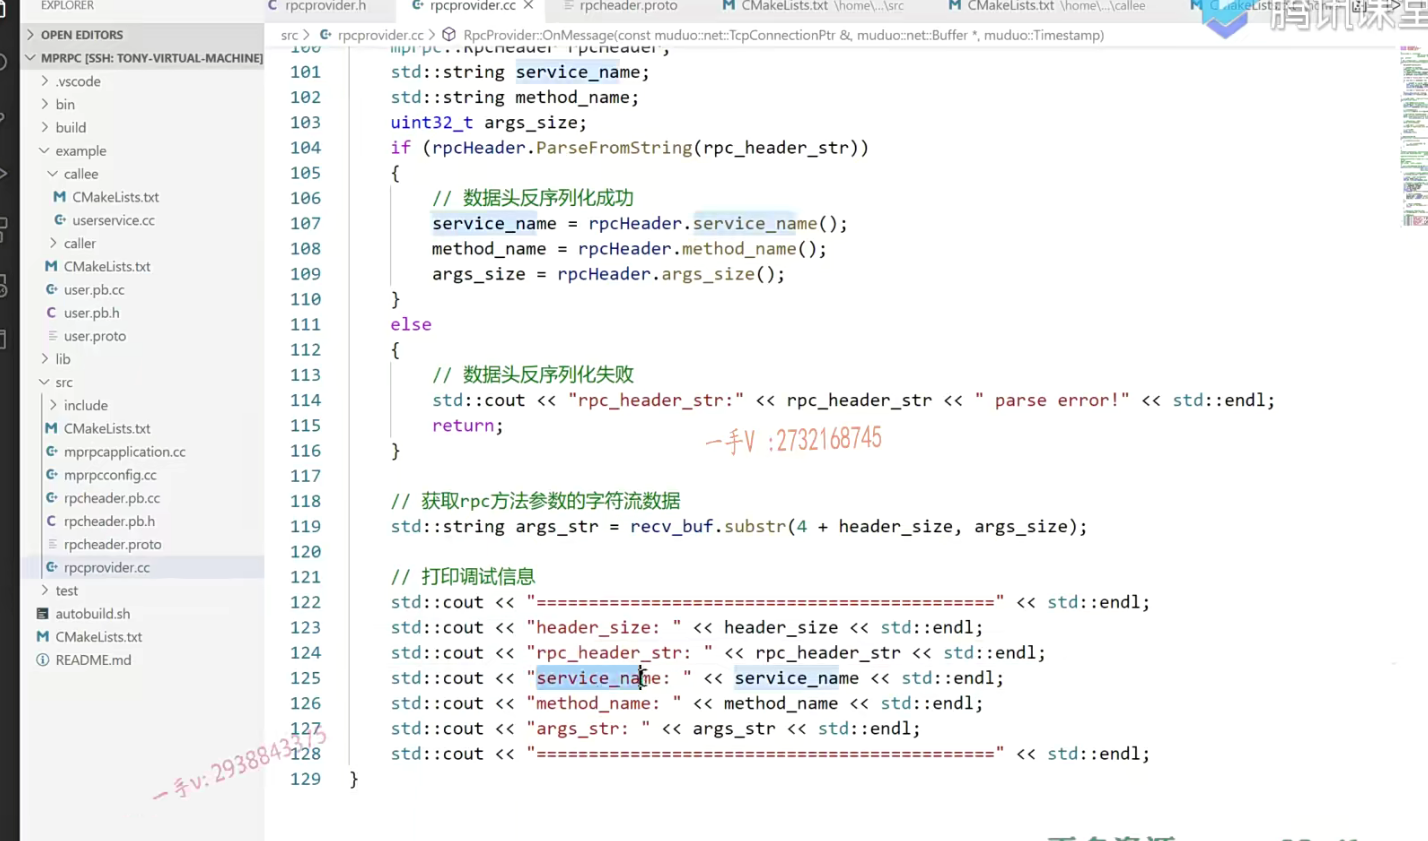 EXPLORER
rpcprovider.h
rpcprovider.cc
rpcheader.proto
CMakeLists.txt \home\...\src
CMakeLists.txt \home\...\callee
腾讯课堂
OPEN EDITORS
MPRPC [SSH: TONY-VIRTUAL-MACHINE]
.vscode
bin
build
example
callee
CMakeLists.txt
userservice.cc
caller
CMakeLists.txt
user.pb.cc
user.pb.h
user.proto
lib
src
include
CMakeLists.txt
mprpcapplication.cc
mprpcconfig.cc
rpcheader.pb.cc
rpcheader.pb.h
rpcheader.proto
rpcprovider.cc
test
autobuild.sh
CMakeLists.txt
README.md
src > rpcprovider.cc > RpcProvider::OnMessage(const muduo::net::TcpConnectionPtr &, muduo::net::Buffer *, muduo::Timestamp)
100 mprpc::RpcHeader rpcHeader;
101 std::string service_name;
102 std::string method_name;
103 uint32_t args_size;
104 if (rpcHeader.ParseFromString(rpc_header_str))
105 {
106 // 数据头反序列化成功
107 service_name = rpcHeader.service_name();
108 method_name = rpcHeader.method_name();
109 args_size = rpcHeader.args_size();
110 }
111 else
112 {
113 // 数据头反序列化失败
114 std::cout << "rpc_header_str:" << rpc_header_str << " parse error!" << std::endl;
115 return;
116 }
一手V :2732168745
117
118 // 获取rpc方法参数的字符流数据
119 std::string args_str = recv_buf.substr(4 + header_size, args_size);
120
121 // 打印调试信息
122 std::cout << "============================================" << std::endl;
123 std::cout << "header_size: " << header_size << std::endl;
124 std::cout << "rpc_header_str: " << rpc_header_str << std::endl;
125 std::cout << "service_name: " << service_name << std::endl;
126 std::cout << "method_name: " << method_name << std::endl;
127 std::cout << "args_str: " << args_str << std::endl;
128 std::cout << "============================================" << std::endl;
129 }
一手V: 2938843375